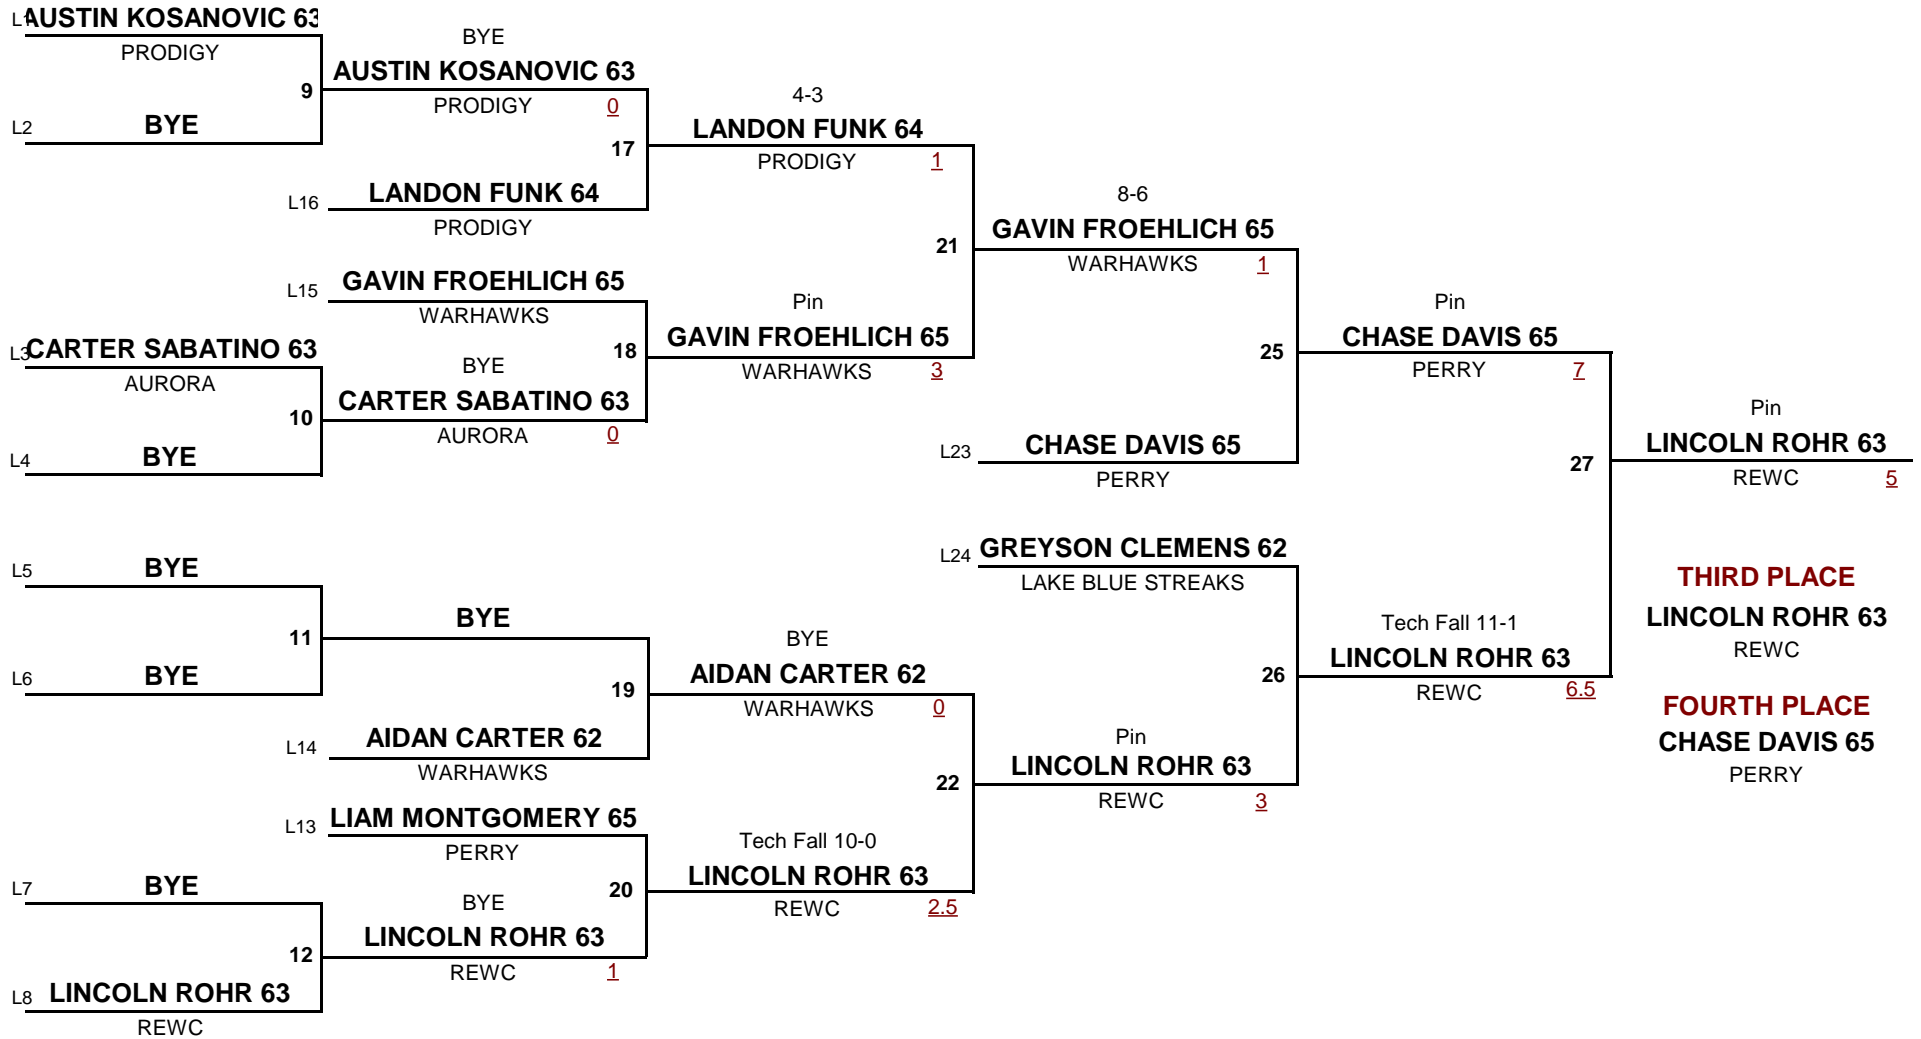 L1 AUSTIN KOSANOVIC 63
PRODIGY
9
L2 BYE
BYE
AUSTIN KOSANOVIC 63
PRODIGY 0
17
L16 LANDON FUNK 64
PRODIGY
4-3
LANDON FUNK 64
PRODIGY 1
L15 GAVIN FROEHLICH 65
WARHAWKS
18
L3 CARTER SABATINO 63
AURORA
10
L4 BYE
BYE
CARTER SABATINO 63
AURORA 0
Pin
GAVIN FROEHLICH 65
WARHAWKS 3
21
8-6
GAVIN FROEHLICH 65
WARHAWKS 1
25
L23 CHASE DAVIS 65
PERRY
Pin
CHASE DAVIS 65
PERRY 7
27
Pin
LINCOLN ROHR 63
REWC 5
L5 BYE
11
L6 BYE
BYE
19
L14 AIDAN CARTER 62
WARHAWKS
BYE
AIDAN CARTER 62
WARHAWKS 0
22
L13 LIAM MONTGOMERY 65
PERRY
20
L7 BYE
12
L8 LINCOLN ROHR 63
REWC
BYE
LINCOLN ROHR 63
REWC 1
Tech Fall 10-0
LINCOLN ROHR 63
REWC 2.5
L24 GREYSON CLEMENS 62
LAKE BLUE STREAKS
26
Pin
LINCOLN ROHR 63
REWC 3
Tech Fall 11-1
LINCOLN ROHR 63
REWC 6.5
THIRD PLACE
LINCOLN ROHR 63
REWC
FOURTH PLACE
CHASE DAVIS 65
PERRY